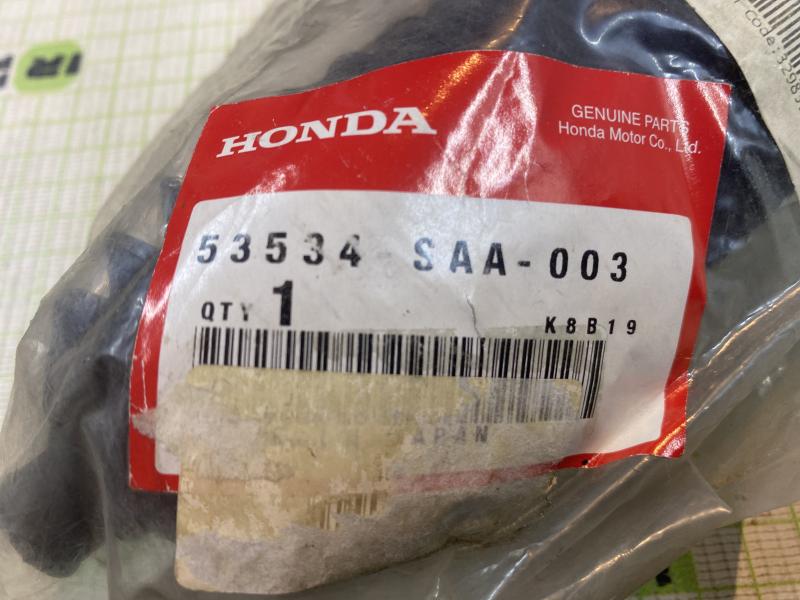 HONDA
GENUINE PARTS
Honda Motor Co., Ltd.
53534 SAA-003
QTY 1
K8B19